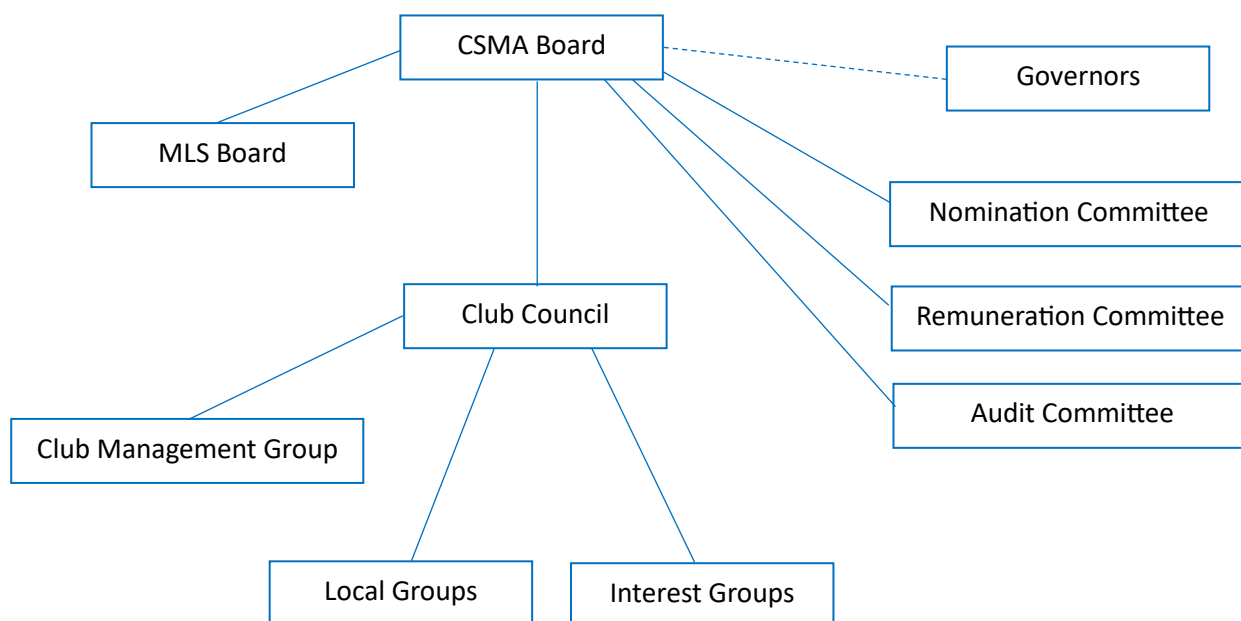 CSMA Board
Governors
MLS Board
Nomination Committee
Remuneration Committee
Club Council
Audit Committee
Club Management Group
Local Groups
Interest Groups